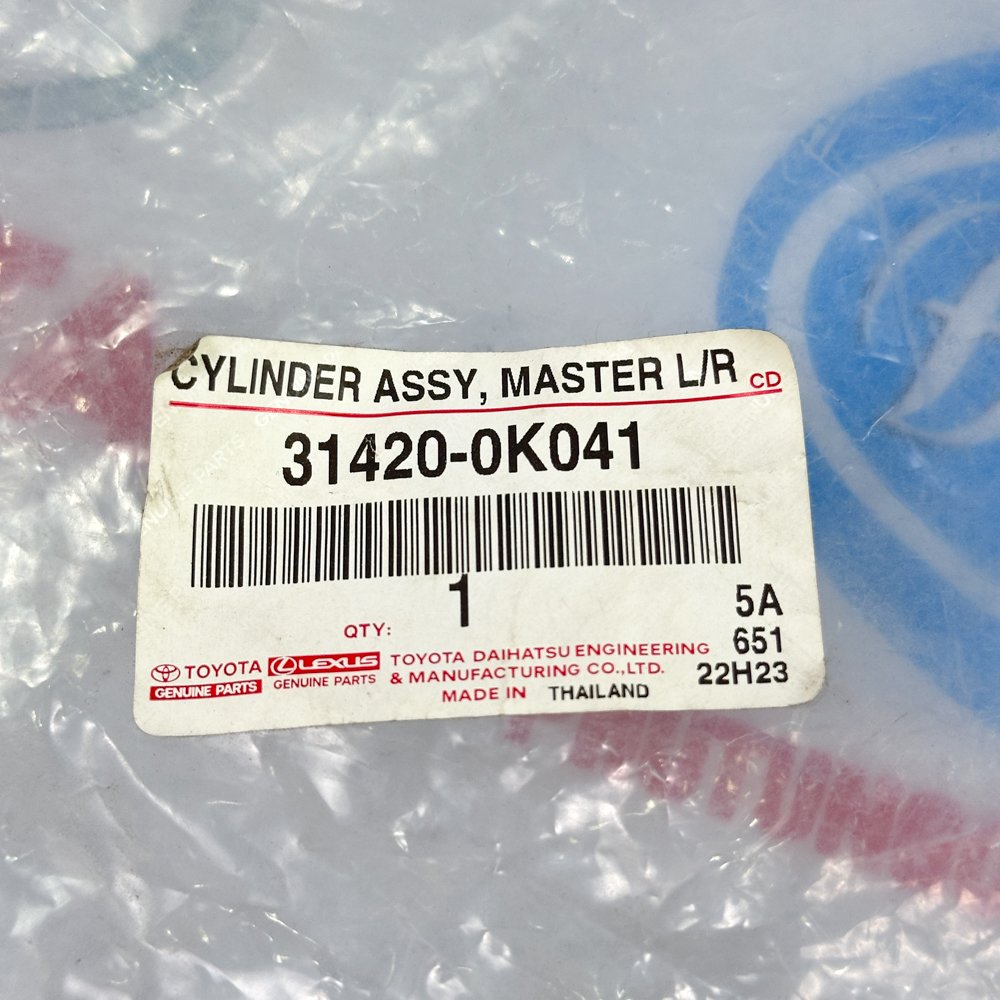 CYLINDER ASSY, MASTER L/R CD
31420-0K041
1
QTY:
5A
651
22H23
TOYOTA
GENUINE PARTS
LEXUS
GENUINE PARTS
TOYOTA DAIHATSU ENGINEERING
& MANUFACTURING CO.,LTD.
MADE IN THAILAND